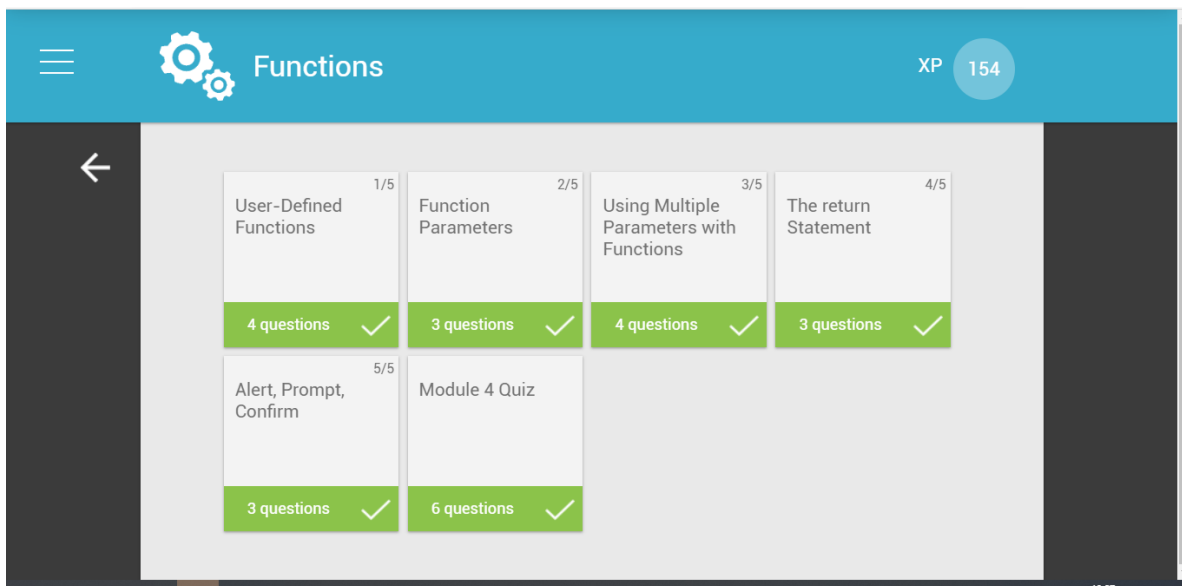 Functions
XP 154
1/5
User-Defined
Functions
4 questions
2/5
Function
Parameters
3 questions
3/5
Using Multiple
Parameters with
Functions
4 questions
4/5
The return
Statement
3 questions
5/5
Alert, Prompt,
Confirm
3 questions
Module 4 Quiz
6 questions